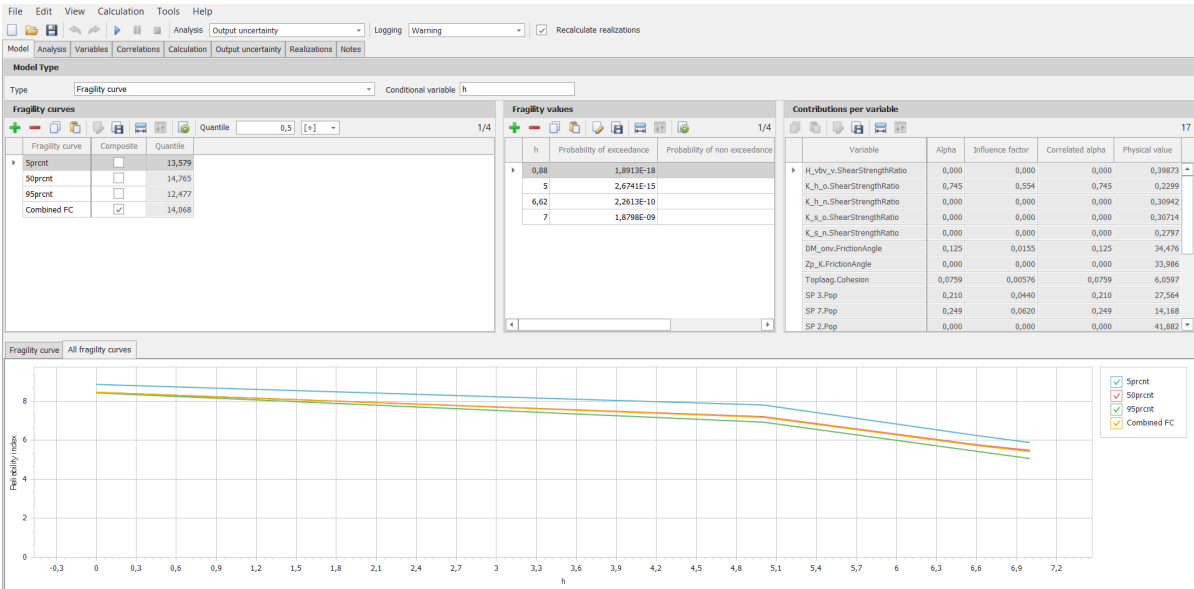 File Edit View Calculation Tools Help
Analysis Output uncertainty Logging Warning Recalculate realizations
Model Analysis Variables Correlations Calculation Output uncertainty Realizations Notes
Model Type
Type Fragility curve Conditional variable h
Fragility curves Fragility values Contributions per variable
Quantile 0,5 [÷] 1/4 1/4 17
Fragility curve Composite Quantile h Probability of exceedance Probability of non exceedance Variable Alpha Influence factor Correlated alpha Physical value
5prcnt 13,579 0,88 1,8913E-18 H_vbv_v.ShearStrengthRatio 0,000 0,000 0,000 0,39873
50prcnt 14,765 5 2,6741E-15 K_h_o.ShearStrengthRatio 0,745 0,554 0,745 0,2299
95prcnt 12,477 6,62 2,2613E-10 K_h_n.ShearStrengthRatio 0,000 0,000 0,000 0,30942
Combined FC 14,068 7 1,8798E-09 K_s_o.ShearStrengthRatio 0,000 0,000 0,000 0,30714
K_s_n.ShearStrengthRatio 0,000 0,000 0,000 0,2797
DM_onv.FrictionAngle 0,125 0,0155 0,125 34,476
Zp_K.FrictionAngle 0,000 0,000 0,000 33,986
Toplaag.Cohesion 0,0759 0,00576 0,0759 6,0597
SP 3.Pop 0,210 0,0440 0,210 27,564
SP 7.Pop 0,249 0,0620 0,249 14,168
SP 2.Pop 0,000 0,000 0,000 41,882
Fragility curve All fragility curves
Reliability index
8
6
4
2
0
-0,3 0 0,3 0,6 0,9 1,2 1,5 1,8 2,1 2,4 2,7 3 3,3 3,6 3,9 4,2 4,5 4,8 5,1 5,4 5,7 6 6,3 6,6 6,9 7,2
h
5prcnt
50prcnt
95prcnt
Combined FC